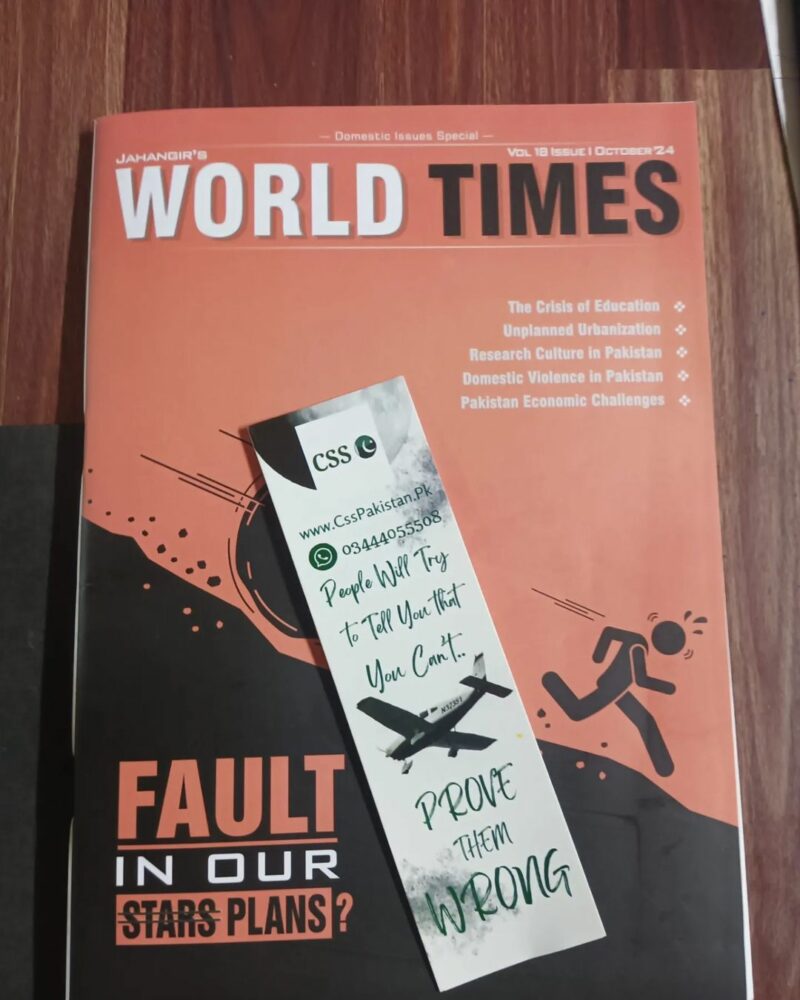 — Domestic Issues Special —
JAHANGIR'S
VOL 18 ISSUE I OCTOBER '24
WORLD TIMES
The Crisis of Education
Unplanned Urbanization
Research Culture in Pakistan
Domestic Violence in Pakistan
Pakistan Economic Challenges
CSS
www.CssPakistan.Pk
03444055508
People Will Try
to Tell You that
You Can't..
PROVE
THEM
WRONG
FAULT
IN OUR
STARS PLANS?